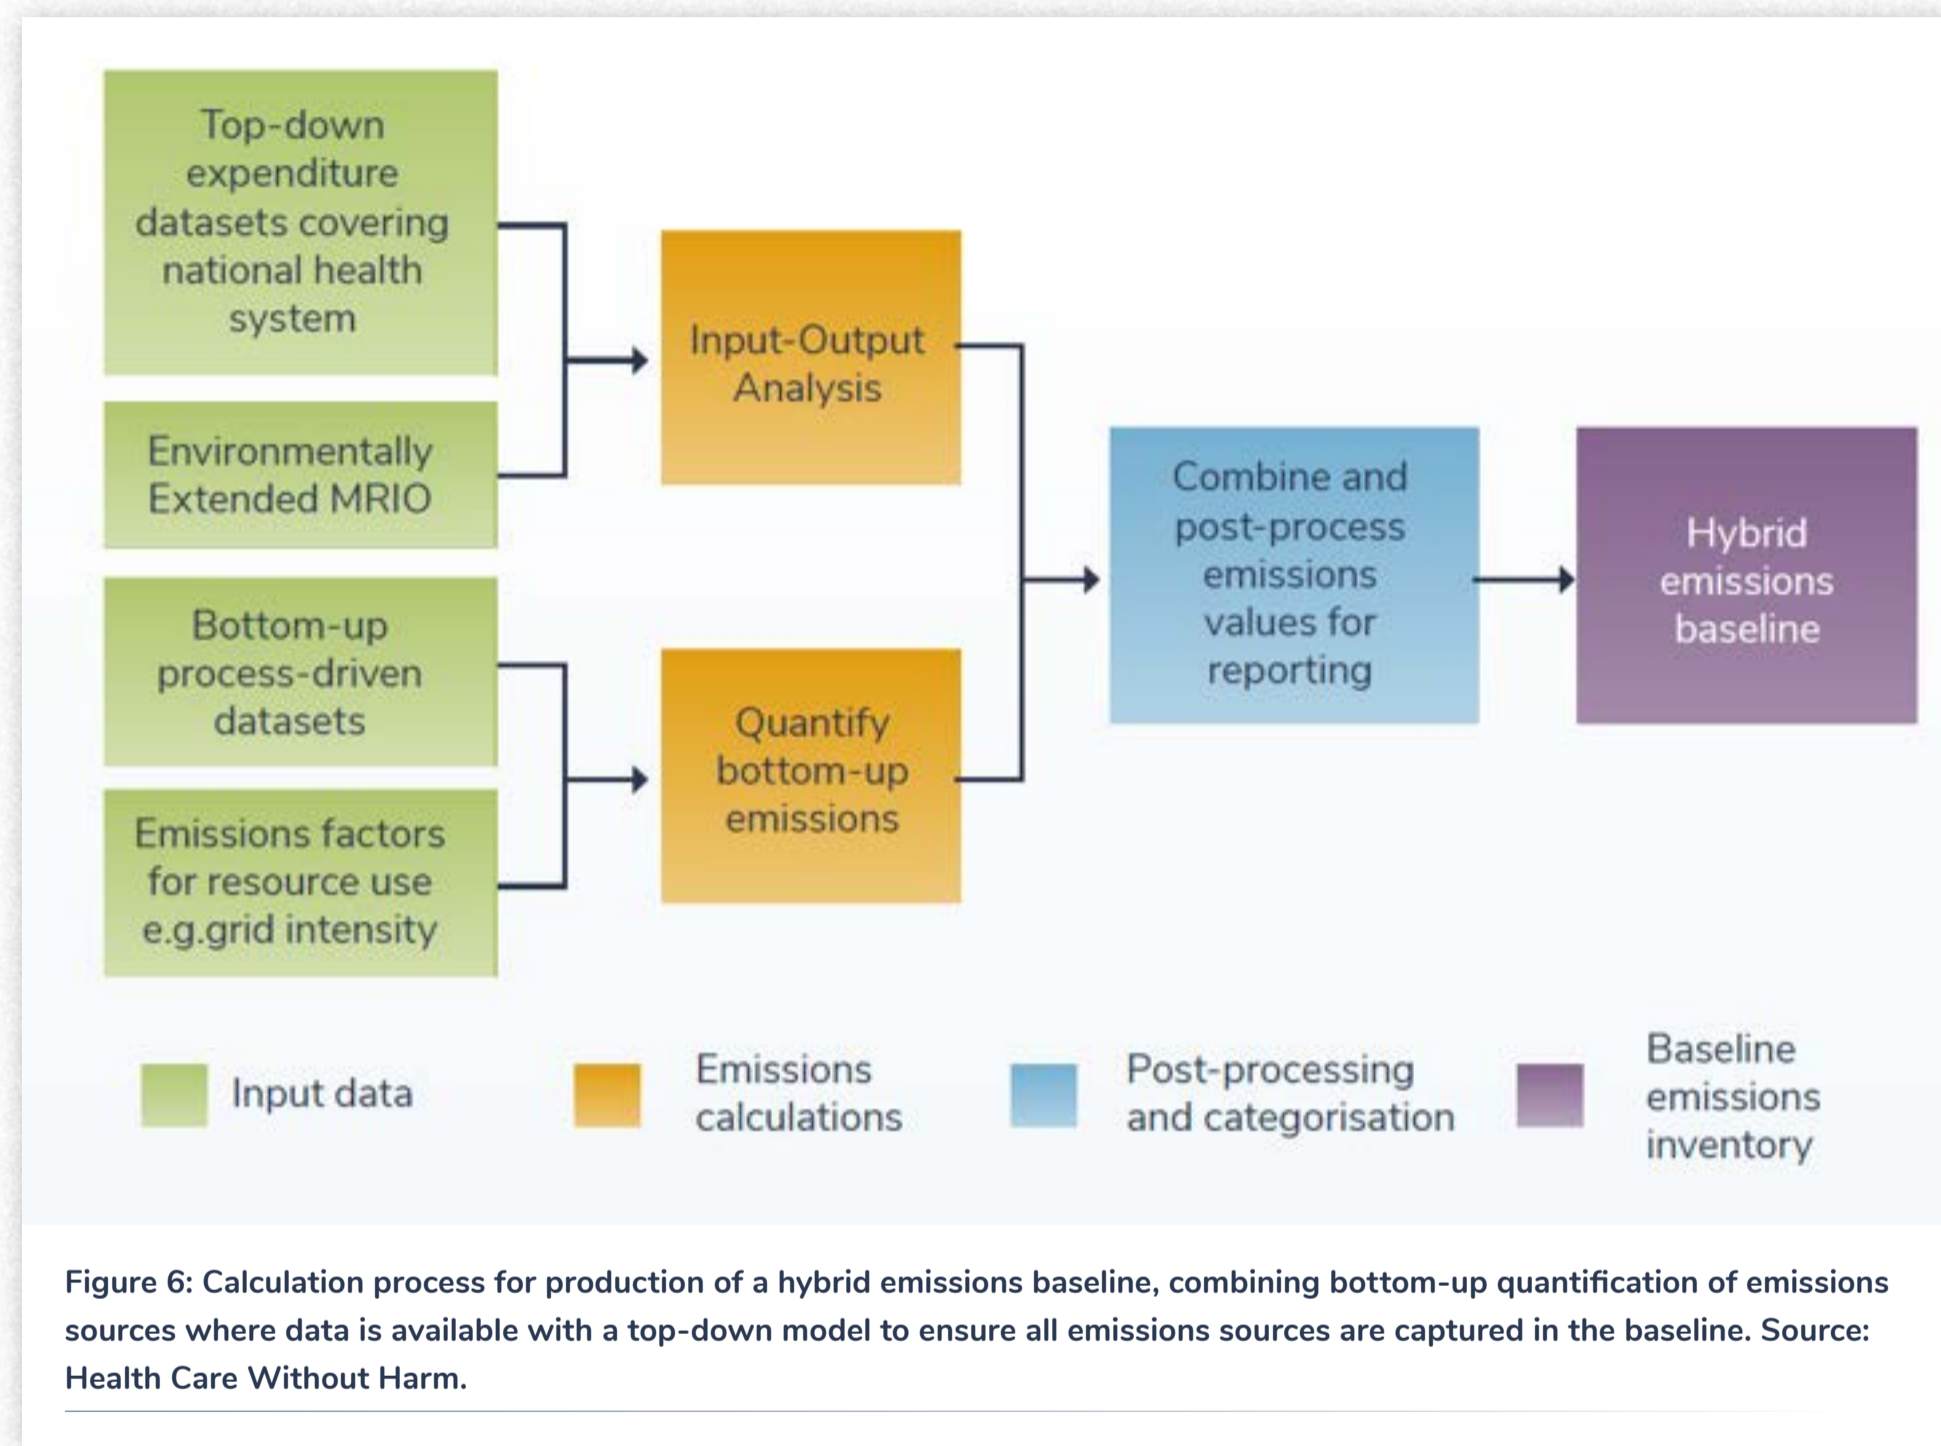 Top-down
expenditure
datasets covering
national health
system
Environmentally
Extended MRIO
Bottom-up
process-driven
datasets
Emissions factors
for resource use
e.g.grid intensity
Input-Output
Analysis
Quantify
bottom-up
emissions
Combine and
post-process
emissions
values for
reporting
Hybrid
emissions
baseline
Input data
Emissions
calculations
Post-processing
and categorisation
Baseline
emissions
inventory
Figure 6: Calculation process for production of a hybrid emissions baseline, combining bottom-up quantification of emissions
sources where data is available with a top-down model to ensure all emissions sources are captured in the baseline. Source:
Health Care Without Harm.